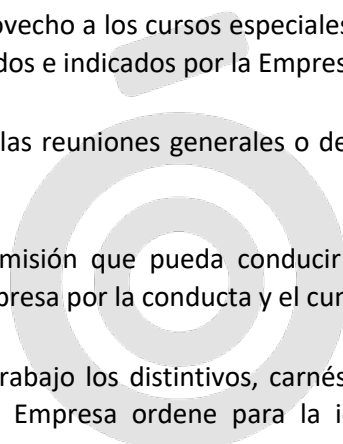 ovecho a los cursos especiales
dos e indicados por la Empres
las reuniones generales o de
misión que pueda conducir
presa por la conducta y el cur
rabajo los distintivos, carnés
Empresa ordene para la i